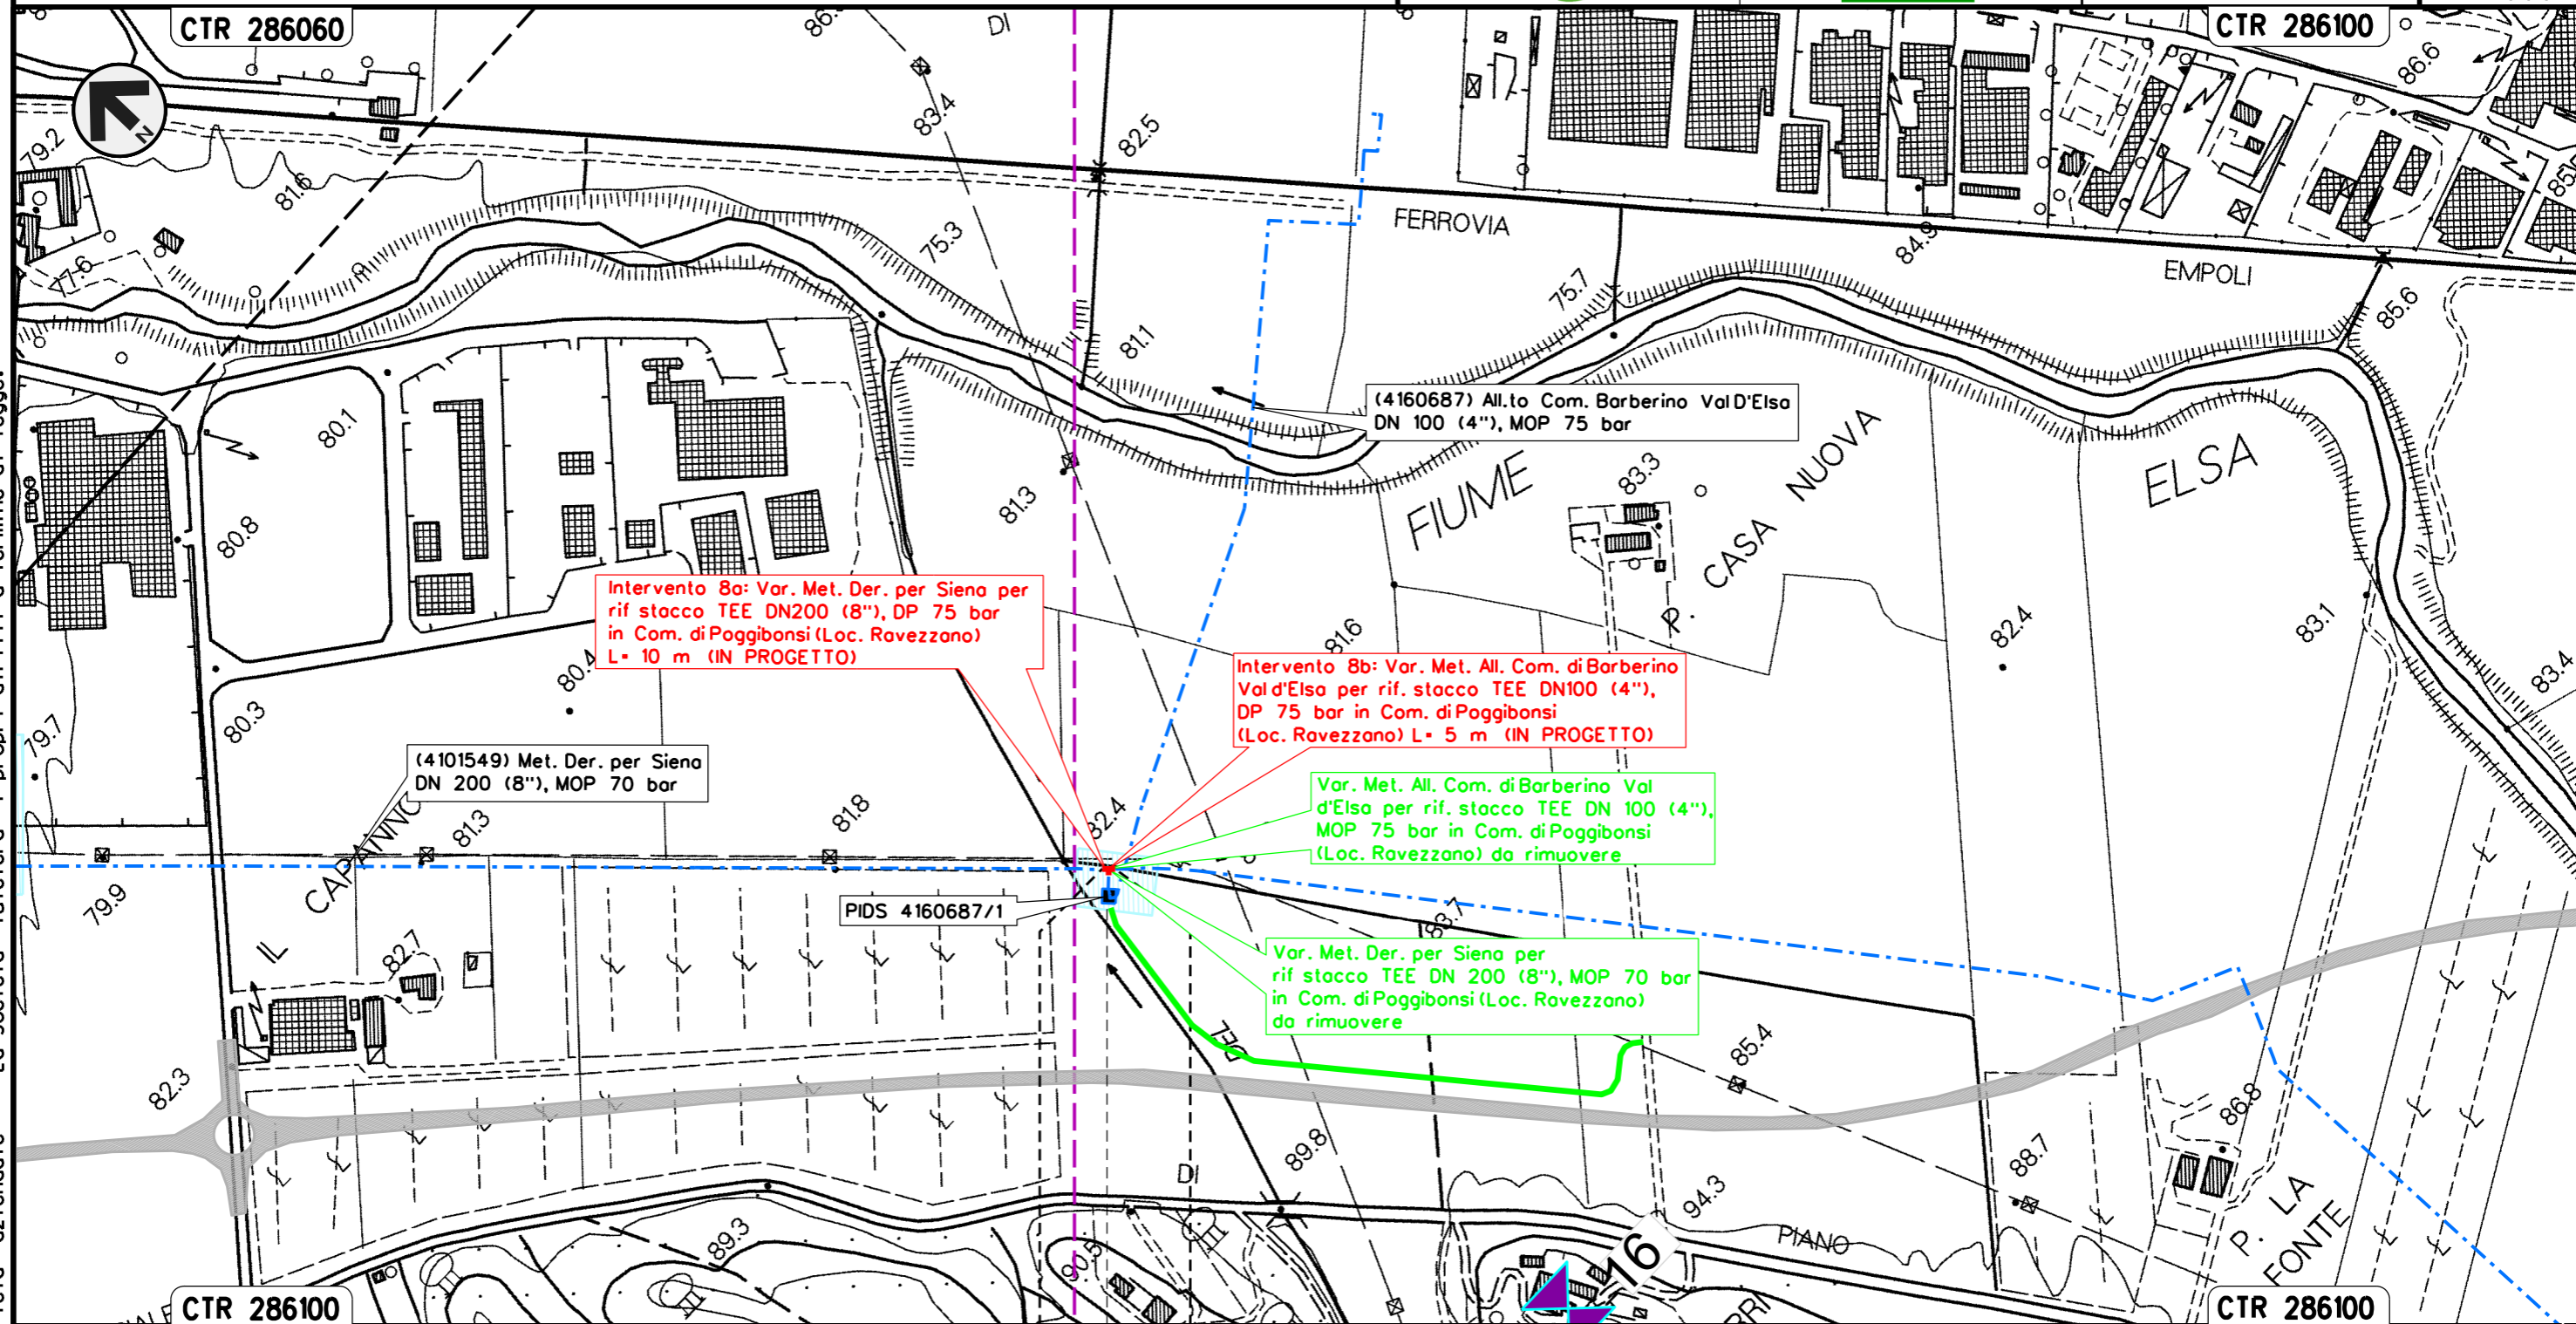 CTR 286060
CTR 286100
DI
86.6
83.4
82.5
79.2
81.6
75.3
FERROVIA
84.9
EMPOLI
77.6
75.7
85.6
81.1
(4160687) All.to Com. Barberino Val D'Elsa
DN 100 (4"), MOP 75 bar
80.1
81.3
FIUME
83.3
P. CASA NUOVA
ELSA
80.8
Intervento 8a: Var. Met. Der. per Siena per
rif stacco TEE DN200 (8"), DP 75 bar
in Com. di Poggibonsi (Loc. Ravezzano)
L= 10 m (IN PROGETTO)
80.4
81.6
82.4
83.1
83.4
Intervento 8b: Var. Met. All. Com. di Barberino
Val d'Elsa per rif. stacco TEE DN100 (4"),
DP 75 bar in Com. di Poggibonsi
(Loc. Ravezzano) L= 5 m (IN PROGETTO)
80.3
79.7
(4101549) Met. Der. per Siena
DN 200 (8"), MOP 70 bar
81.3
81.8
82.4
Var. Met. All. Com. di Barberino Val
d'Elsa per rif. stacco TEE DN 100 (4"),
MOP 75 bar in Com. di Poggibonsi
(Loc. Ravezzano) da rimuovere
79.9
IL CAPANNO
PIDS 4160687/1
83.7
82.7
Var. Met. Der. per Siena per
rif stacco TEE DN 200 (8"), MOP 70 bar
in Com. di Poggibonsi (Loc. Ravezzano)
da rimuovere
DEL
85.4
82.3
86.8
89.8
88.7
DI
94.3
PIANO
P. LA
FONTE
89.3
90.5
16
CTR 286100
CTR 286100
N